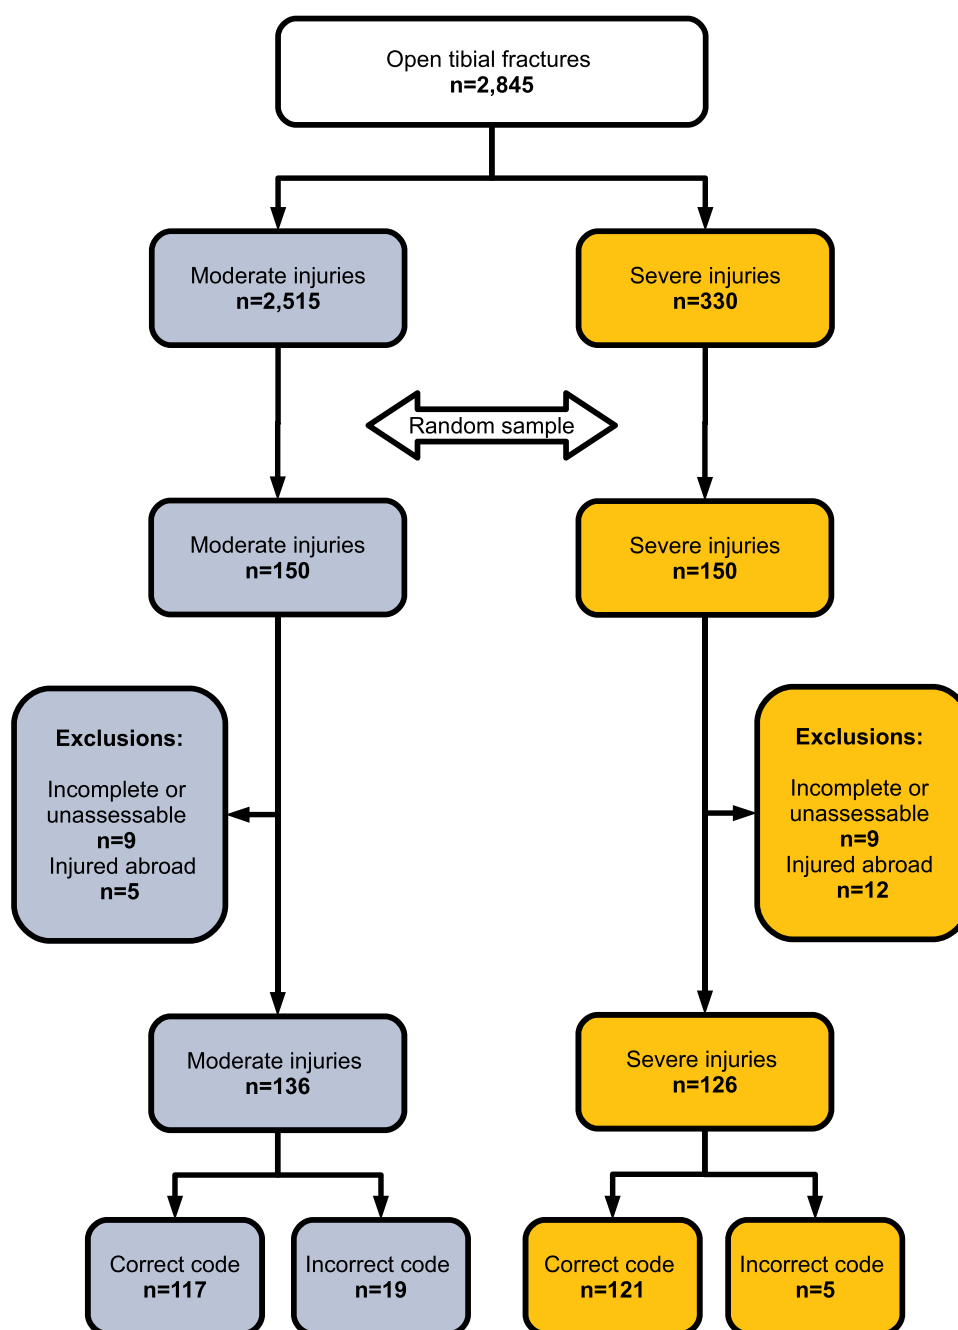 Open tibial fractures
n=2,845
Moderate injuries
n=2,515
Severe injuries
n=330
Random sample
Moderate injuries
n=150
Severe injuries
n=150
Exclusions:
Incomplete or
unassessable
n=9
Injured abroad
n=5
Exclusions:
Incomplete or
unassessable
n=9
Injured abroad
n=12
Moderate injuries
n=136
Severe injuries
n=126
Correct code
n=117
Incorrect code
n=19
Correct code
n=121
Incorrect code
n=5